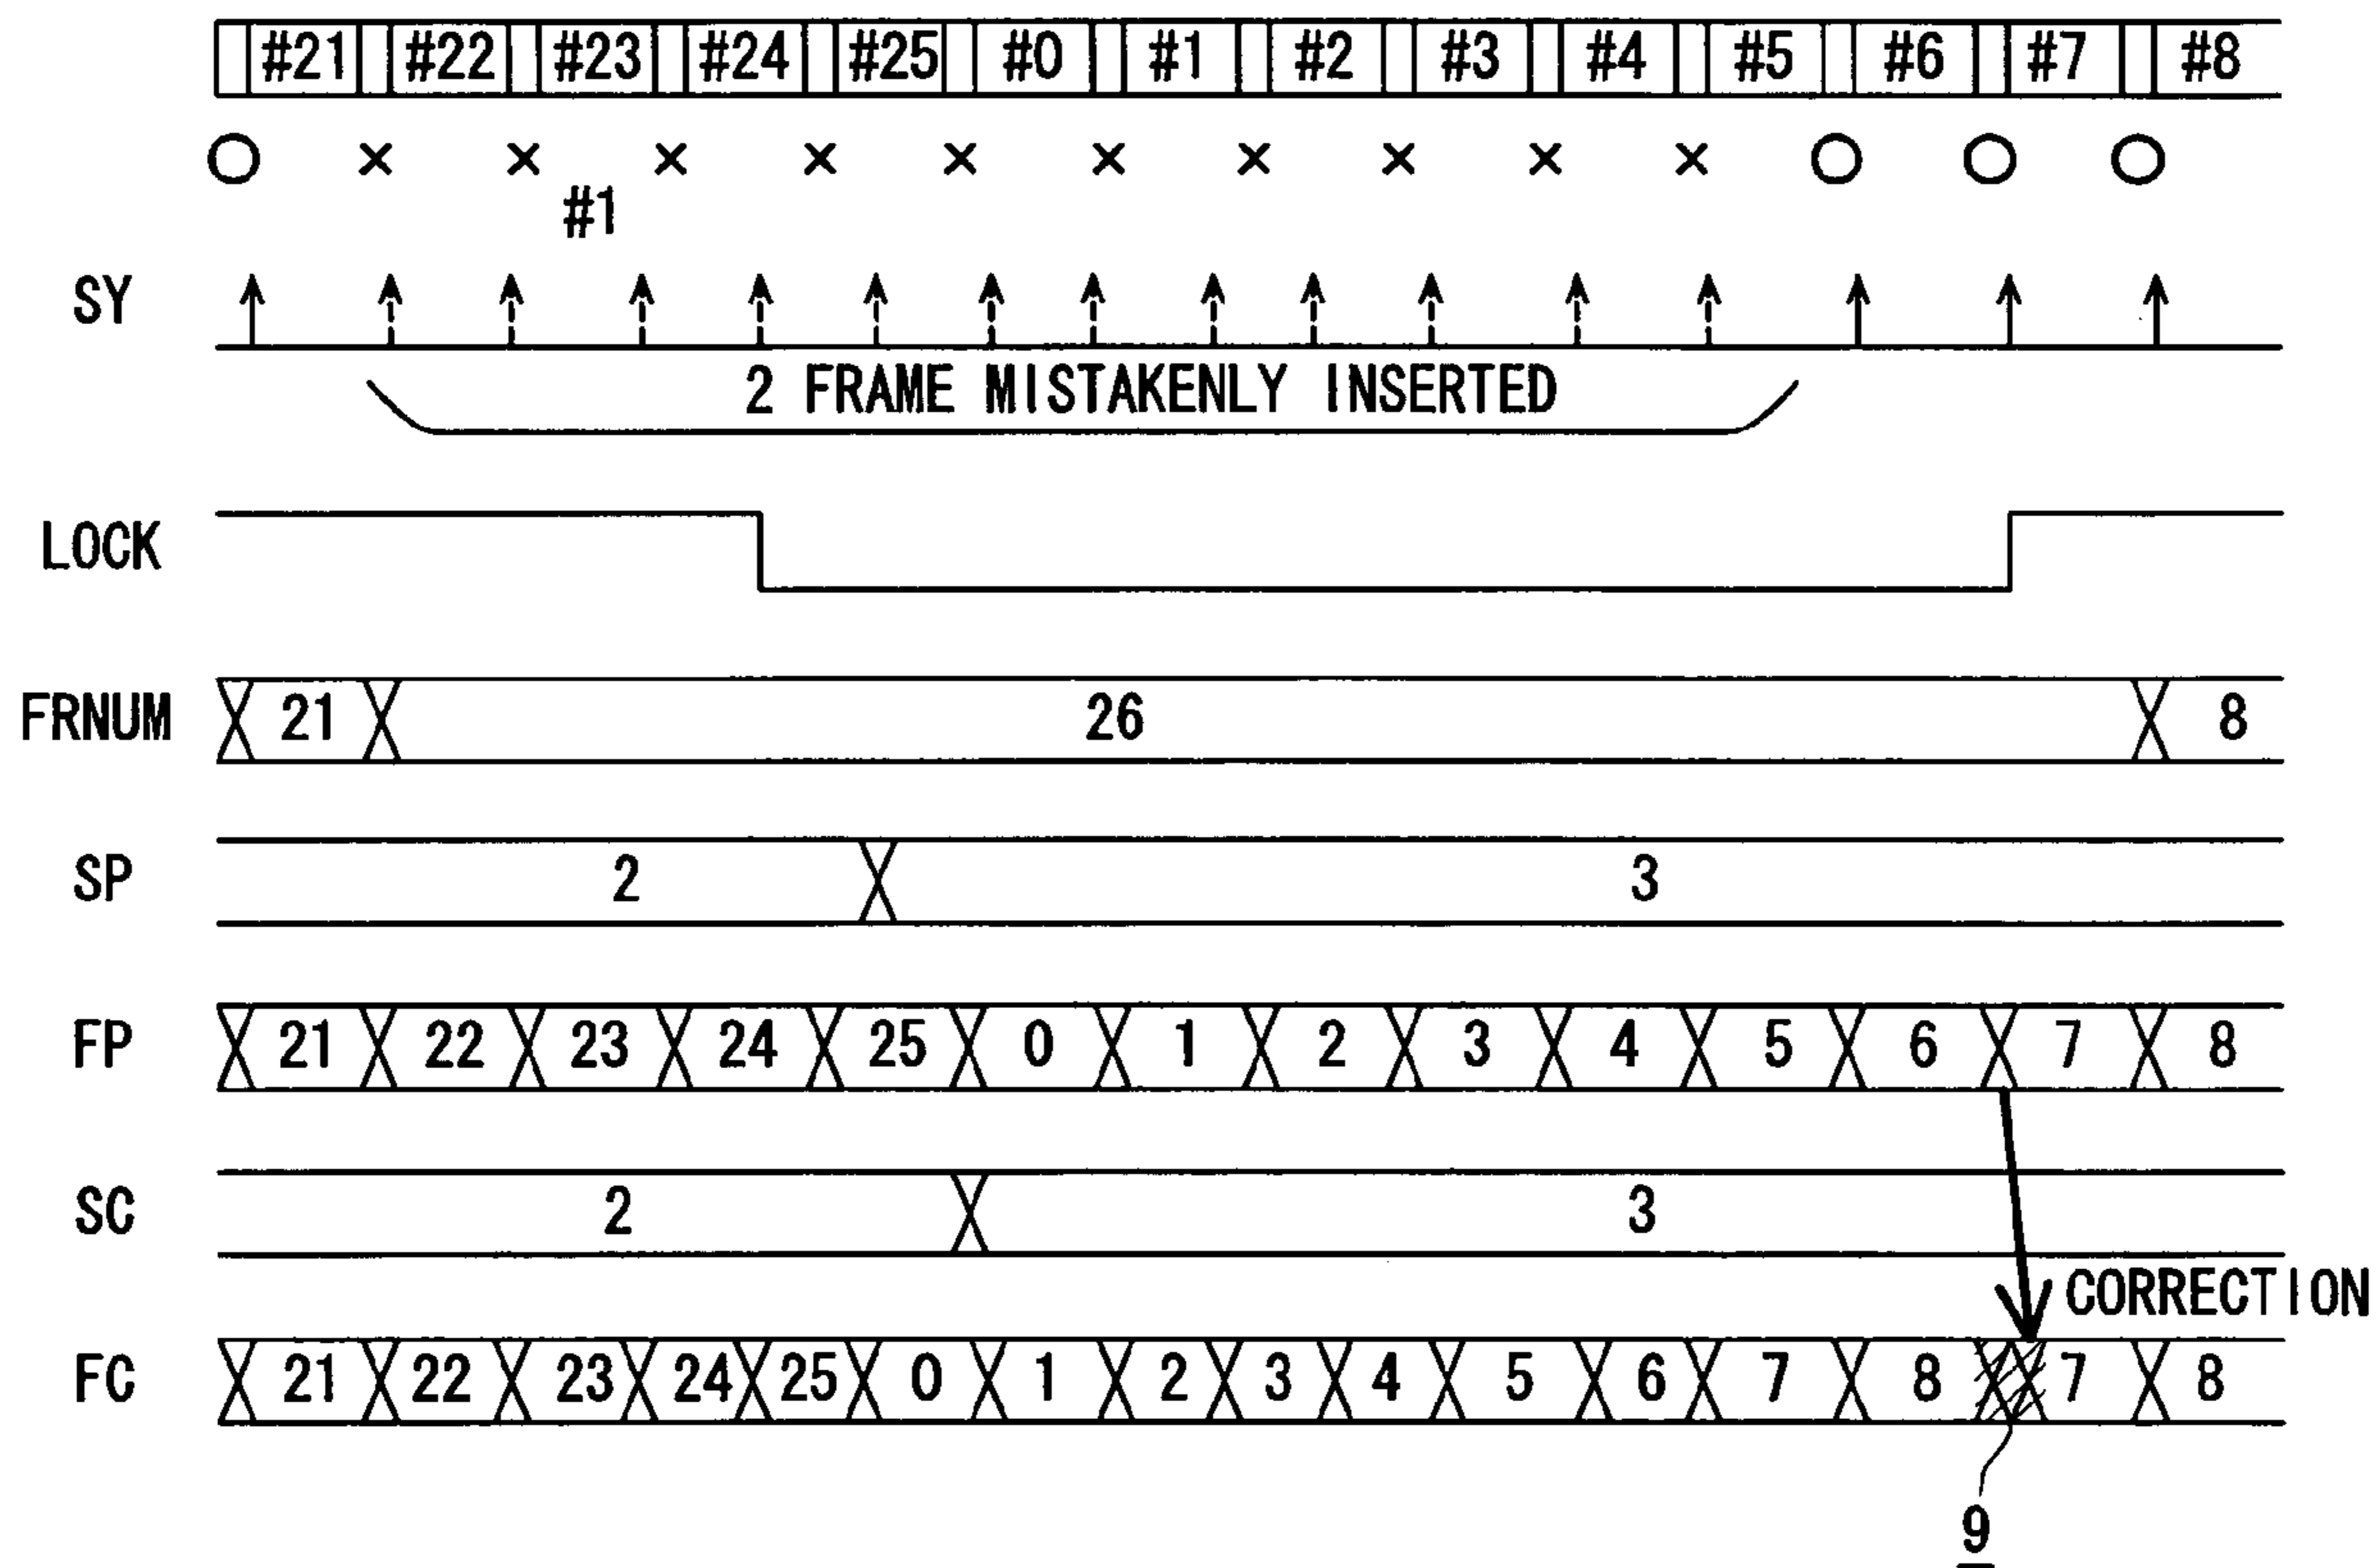 #21 #22 #23 #24 #25 #0 #1 #2 #3 #4 #5 #6 #7 #8
○ × × × × × × × × × × ○ ○ ○
#1
SY
2 FRAME MISTAKENLY INSERTED
LOCK
FRNUM 21 26 8
SP 2 3
FP 21 22 23 24 25 0 1 2 3 4 5 6 7 8
SC 2 3
CORRECTION
FC 21 22 23 24 25 0 1 2 3 4 5 6 7 8 7 8
9